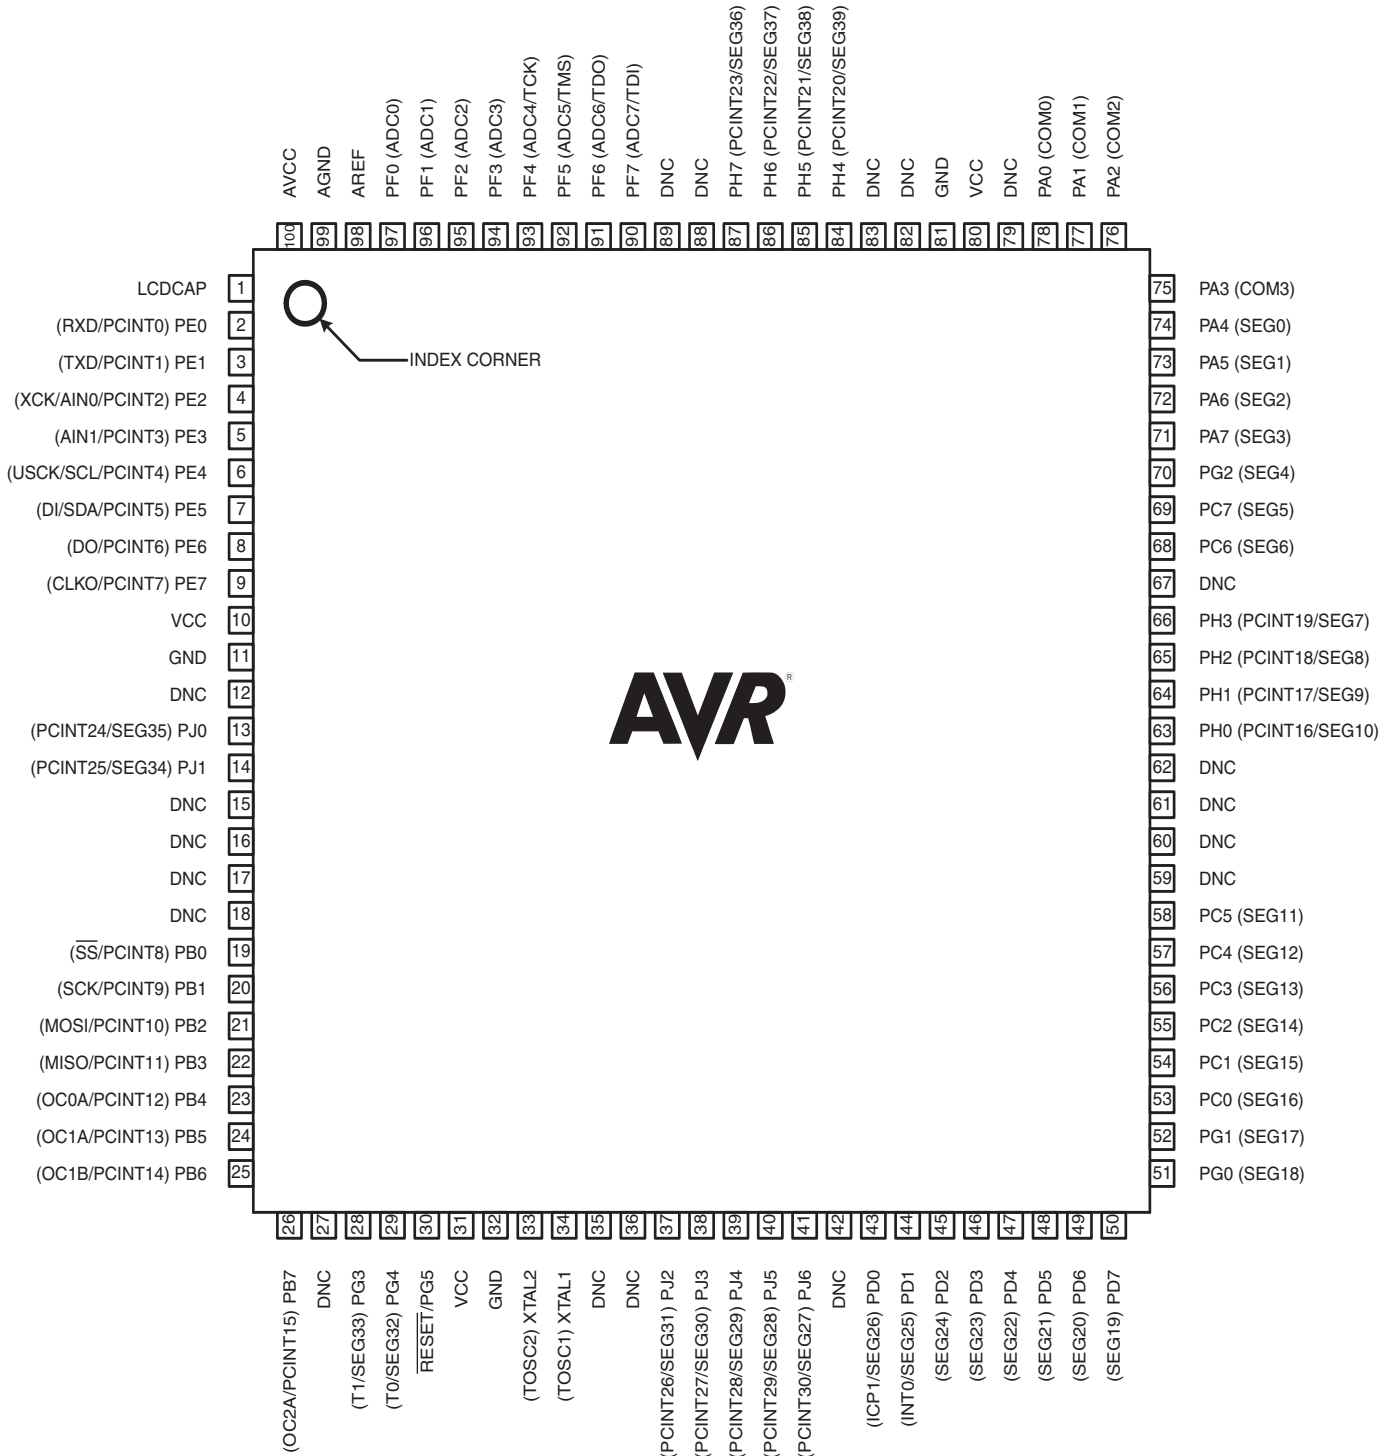 AVCC
AGND
AREF
PF0 (ADC0)
PF1 (ADC1)
PF2 (ADC2)
PF3 (ADC3)
PF4 (ADC4/TCK)
PF5 (ADC5/TMS)
PF6 (ADC6/TDO)
PF7 (ADC7/TDI)
DNC
DNC
PH7 (PCINT23/SEG36)
PH6 (PCINT22/SEG37)
PH5 (PCINT21/SEG38)
PH4 (PCINT20/SEG39)
DNC
DNC
GND
VCC
DNC
PA0 (COM0)
PA1 (COM1)
PA2 (COM2)
100 99 98 97 96 95 94 93 92 91 90 89 88 87 86 85 84 83 82 81 80 79 78 77 76
LCDCAP 1
(RXD/PCINT0) PE0 2
(TXD/PCINT1) PE1 3
(XCK/AIN0/PCINT2) PE2 4
(AIN1/PCINT3) PE3 5
(USCK/SCL/PCINT4) PE4 6
(DI/SDA/PCINT5) PE5 7
(DO/PCINT6) PE6 8
(CLKO/PCINT7) PE7 9
VCC 10
GND 11
DNC 12
(PCINT24/SEG35) PJ0 13
(PCINT25/SEG34) PJ1 14
DNC 15
DNC 16
DNC 17
DNC 18
(SS/PCINT8) PB0 19
(SCK/PCINT9) PB1 20
(MOSI/PCINT10) PB2 21
(MISO/PCINT11) PB3 22
(OC0A/PCINT12) PB4 23
(OC1A/PCINT13) PB5 24
(OC1B/PCINT14) PB6 25
INDEX CORNER
AVR®
75 PA3 (COM3)
74 PA4 (SEG0)
73 PA5 (SEG1)
72 PA6 (SEG2)
71 PA7 (SEG3)
70 PG2 (SEG4)
69 PC7 (SEG5)
68 PC6 (SEG6)
67 DNC
66 PH3 (PCINT19/SEG7)
65 PH2 (PCINT18/SEG8)
64 PH1 (PCINT17/SEG9)
63 PH0 (PCINT16/SEG10)
62 DNC
61 DNC
60 DNC
59 DNC
58 PC5 (SEG11)
57 PC4 (SEG12)
56 PC3 (SEG13)
55 PC2 (SEG14)
54 PC1 (SEG15)
53 PC0 (SEG16)
52 PG1 (SEG17)
51 PG0 (SEG18)
26 27 28 29 30 31 32 33 34 35 36 37 38 39 40 41 42 43 44 45 46 47 48 49 50
(OC2A/PCINT15) PB7
DNC
(T1/SEG33) PG3
(T0/SEG32) PG4
RESET/PG5
VCC
GND
(TOSC2) XTAL2
(TOSC1) XTAL1
DNC
DNC
(PCINT26/SEG31) PJ2
(PCINT27/SEG30) PJ3
(PCINT28/SEG29) PJ4
(PCINT29/SEG28) PJ5
(PCINT30/SEG27) PJ6
DNC
(ICP1/SEG26) PD0
(INT0/SEG25) PD1
(SEG24) PD2
(SEG23) PD3
(SEG22) PD4
(SEG21) PD5
(SEG20) PD6
(SEG19) PD7